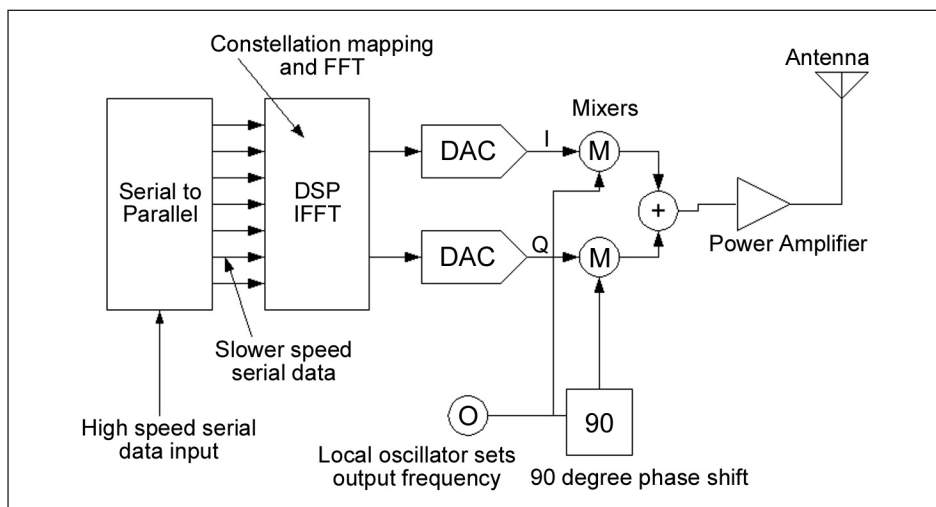 Constellation mapping
and FFT
Antenna
Mixers
Serial to
Parallel
DSP
IFFT
DAC
I
M
+
DAC
Q
M
Power Amplifier
Slower speed
serial data
High speed serial
data input
O
90
Local oscillator sets
output frequency
90 degree phase shift